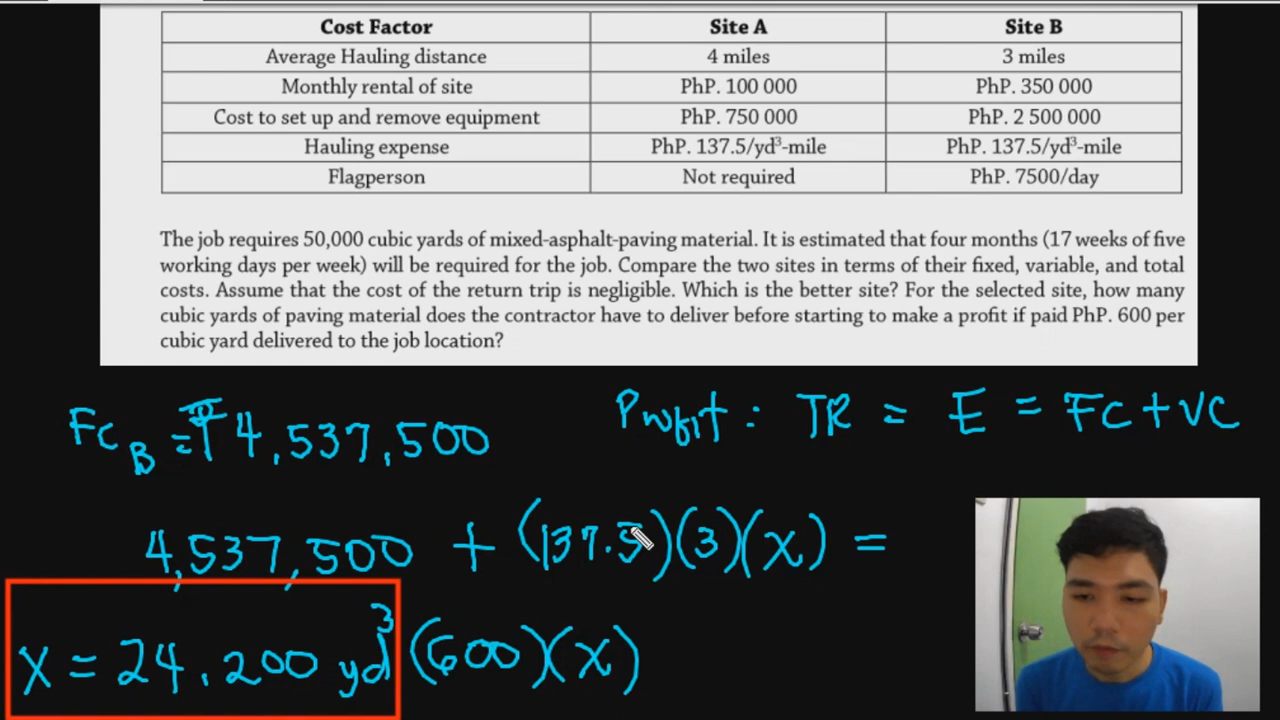 Cost Factor Site A Site B
Average Hauling distance 4 miles 3 miles
Monthly rental of site PhP. 100 000 PhP. 350 000
Cost to set up and remove equipment PhP. 750 000 PhP. 2 500 000
Hauling expense PhP. 137.5/yd³-mile PhP. 137.5/yd³-mile
Flagperson Not required PhP. 7500/day
The job requires 50,000 cubic yards of mixed-asphalt-paving material. It is estimated that four months (17 weeks of five
working days per week) will be required for the job. Compare the two sites in terms of their fixed, variable, and total
costs. Assume that the cost of the return trip is negligible. Which is the better site? For the selected site, how many
cubic yards of paving material does the contractor have to deliver before starting to make a profit if paid PhP. 600 per
cubic yard delivered to the job location?
FC_B = ₱4,537,500
Profit: TR = E = FC + VC
4,537,500 + (137.5)(3)(x) =
x = 24,200 yd³ (600)(x)